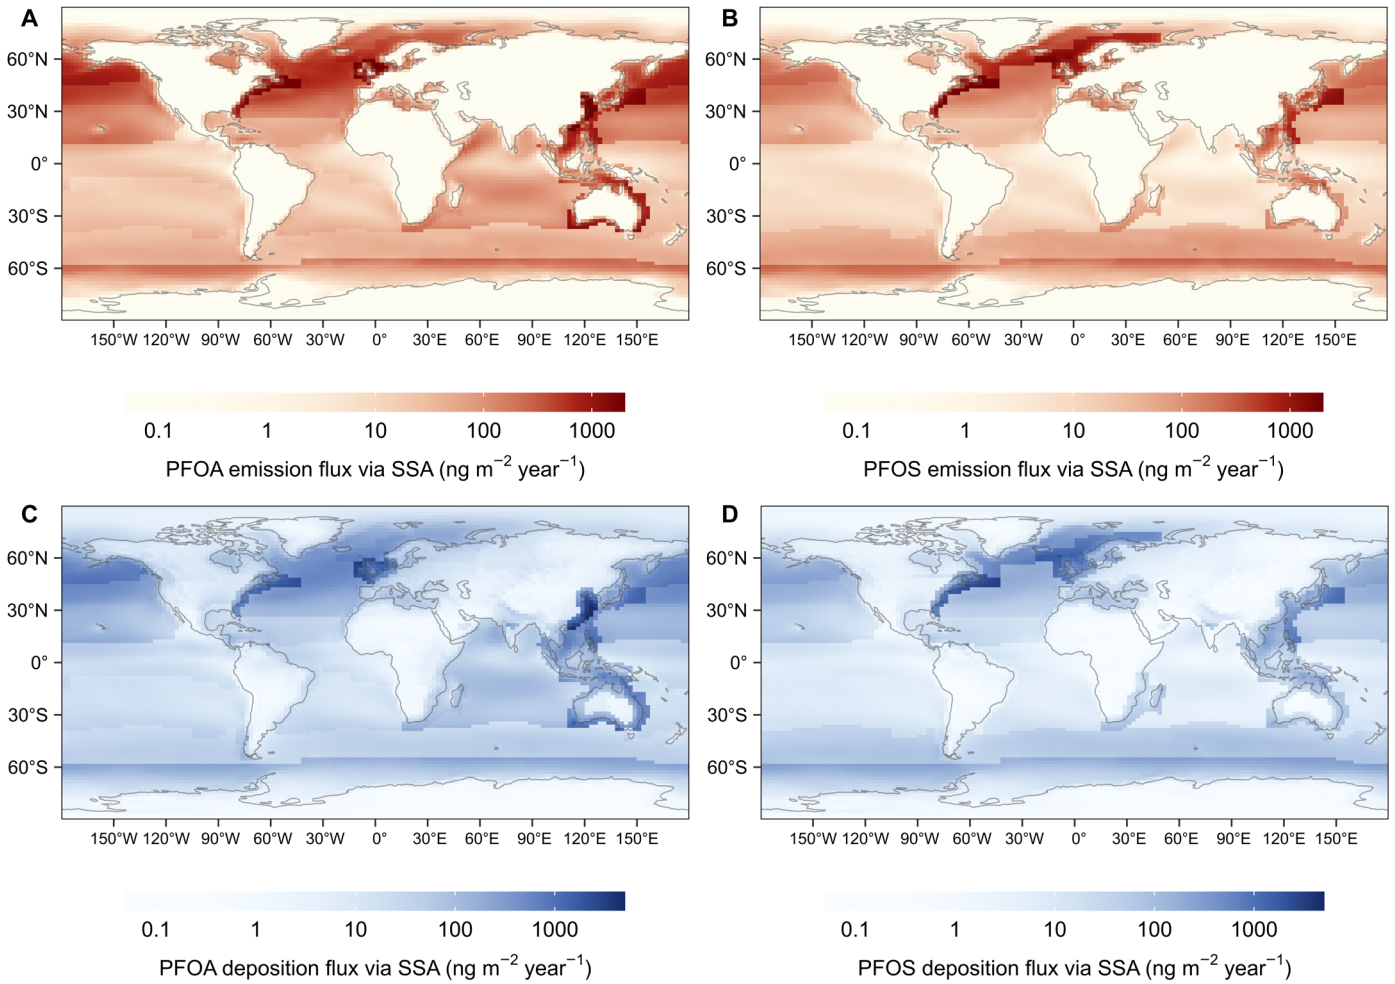 A
B
60°N
30°N
0°
30°S
60°S
60°N
30°N
0°
30°S
60°S
150°W 120°W 90°W 60°W 30°W 0° 30°E 60°E 90°E 120°E 150°E
150°W 120°W 90°W 60°W 30°W 0° 30°E 60°E 90°E 120°E 150°E
0.1 1 10 100 1000
0.1 1 10 100 1000
PFOA emission flux via SSA (ng m⁻² year⁻¹)
PFOS emission flux via SSA (ng m⁻² year⁻¹)
C
D
60°N
30°N
0°
30°S
60°S
60°N
30°N
0°
30°S
60°S
150°W 120°W 90°W 60°W 30°W 0° 30°E 60°E 90°E 120°E 150°E
150°W 120°W 90°W 60°W 30°W 0° 30°E 60°E 90°E 120°E 150°E
0.1 1 10 100 1000
0.1 1 10 100 1000
PFOA deposition flux via SSA (ng m⁻² year⁻¹)
PFOS deposition flux via SSA (ng m⁻² year⁻¹)